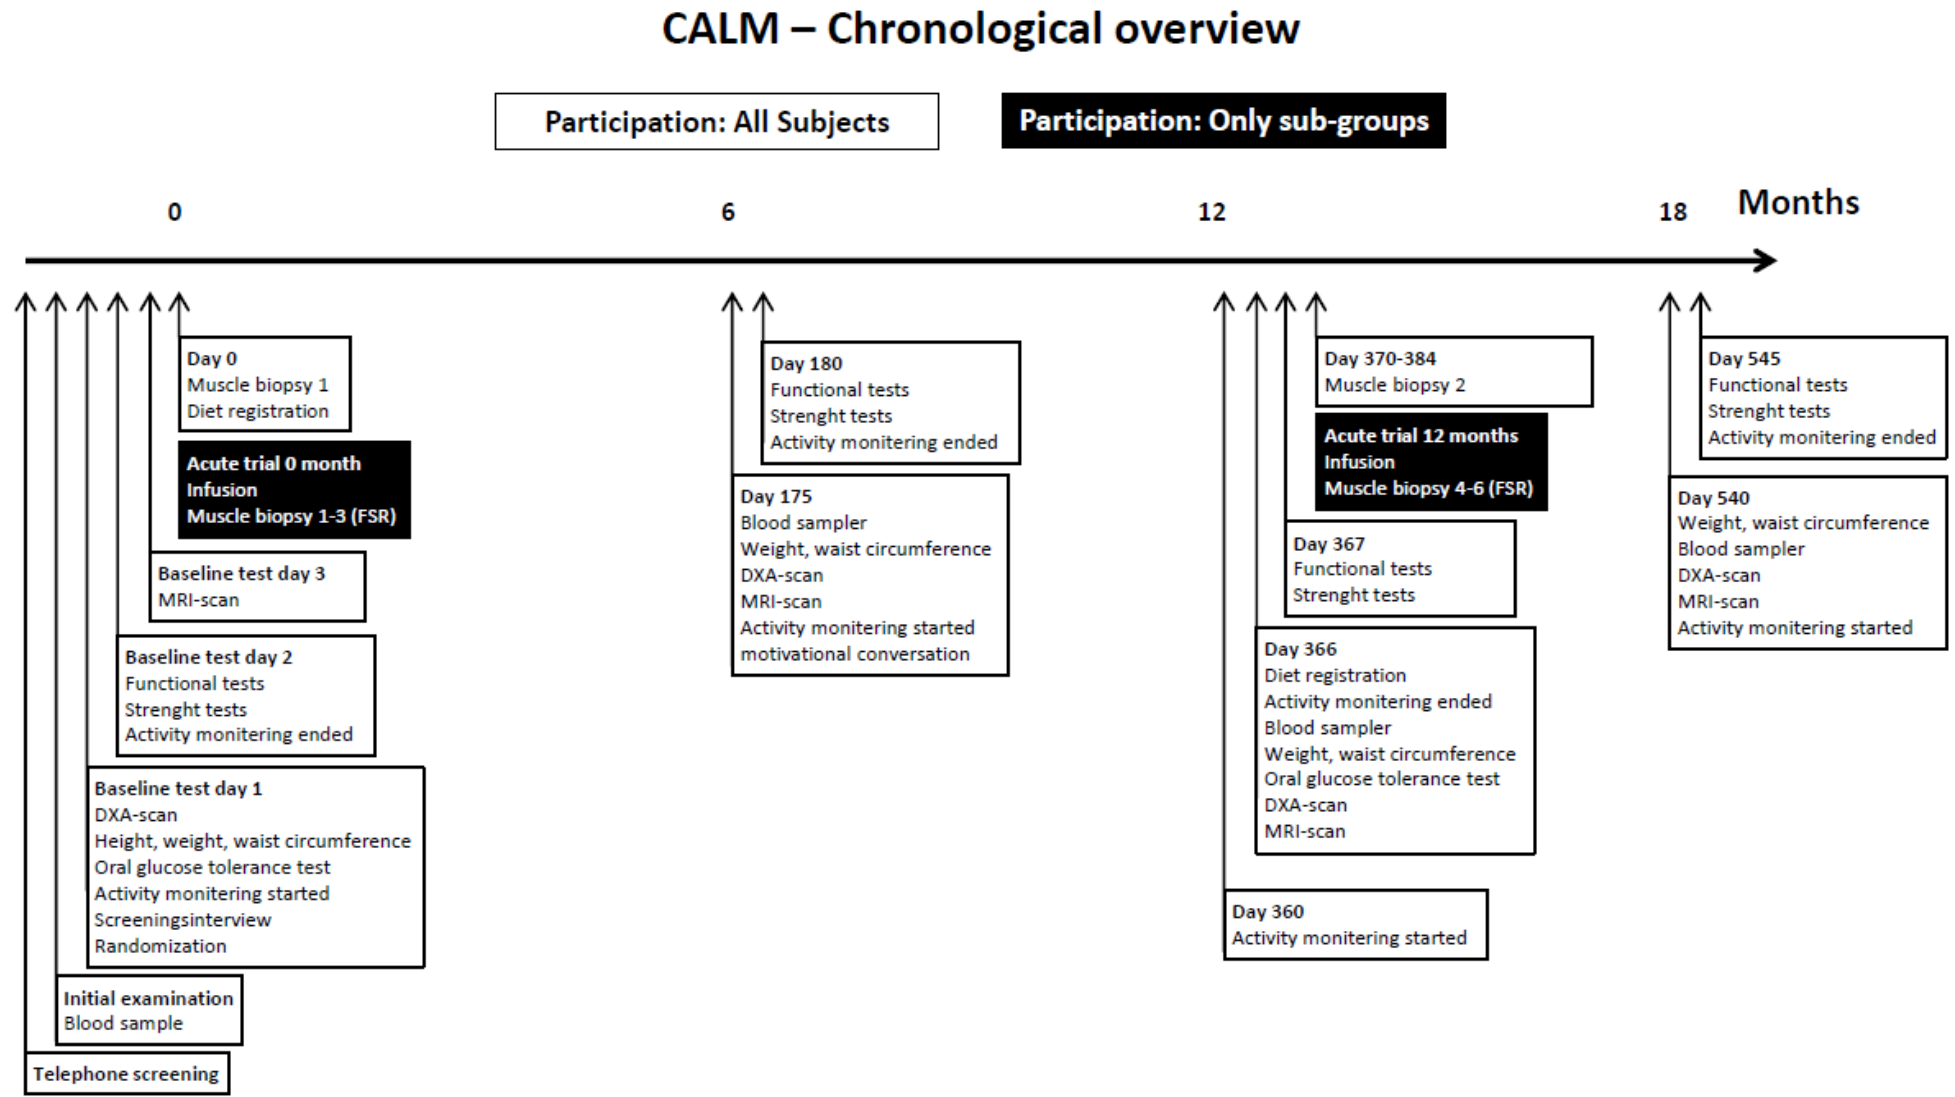 CALM – Chronological overview
Participation: All Subjects
Participation: Only sub-groups
0
6
12
18
Months
Day 0
Muscle biopsy 1
Diet registration
Acute trial 0 month
Infusion
Muscle biopsy 1-3 (FSR)
Baseline test day 3
MRI-scan
Baseline test day 2
Functional tests
Strenght tests
Activity monitering ended
Baseline test day 1
DXA-scan
Height, weight, waist circumference
Oral glucose tolerance test
Activity monitering started
Screeningsinterview
Randomization
Initial examination
Blood sample
Telephone screening
Day 180
Functional tests
Strenght tests
Activity monitering ended
Day 175
Blood sampler
Weight, waist circumference
DXA-scan
MRI-scan
Activity monitering started
motivational conversation
Day 370-384
Muscle biopsy 2
Acute trial 12 months
Infusion
Muscle biopsy 4-6 (FSR)
Day 367
Functional tests
Strenght tests
Day 366
Diet registration
Activity monitering ended
Blood sampler
Weight, waist circumference
Oral glucose tolerance test
DXA-scan
MRI-scan
Day 360
Activity monitering started
Day 545
Functional tests
Strenght tests
Activity monitering ended
Day 540
Weight, waist circumference
Blood sampler
DXA-scan
MRI-scan
Activity monitering started